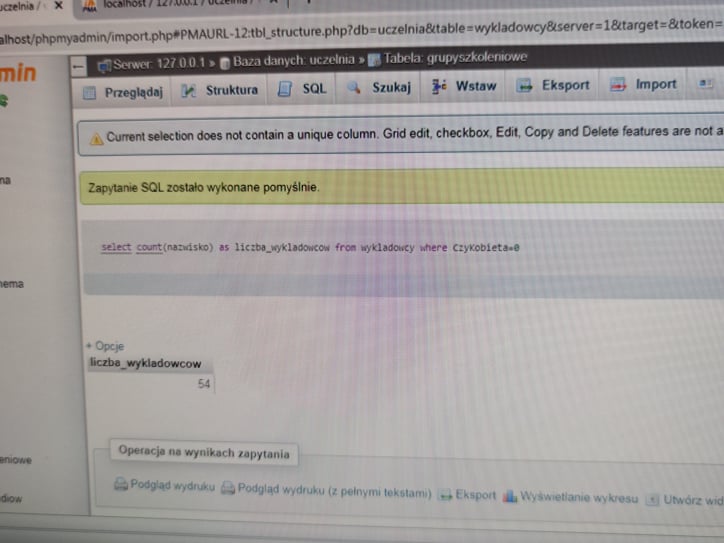 uczelnia /
localhost / 127.0.0.1 / uczelnia /
alhost/phpmyadmin/import.php#PMAURL-12:tbl_structure.php?db=uczelnia&table=wykladowcy&server=1&target=&token=
min
Serwer: 127.0.0.1 » Baza danych: uczelnia » Tabela: grupyszkoleniowe
Przeglądaj Struktura SQL Szukaj Wstaw Eksport Import
Current selection does not contain a unique column. Grid edit, checkbox, Edit, Copy and Delete features are not a
na
Zapytanie SQL zostało wykonane pomyślnie.
select count(nazwisko) as liczba_wykladowcow from wykladowcy where CzyKobieta=0
hema
+ Opcje
liczba_wykladowcow
54
Operacja na wynikach zapytania
eniowe
Podgląd wydruku Podgląd wydruku (z pełnymi tekstami) Eksport Wyświetlanie wykresu Utwórz wid
diow